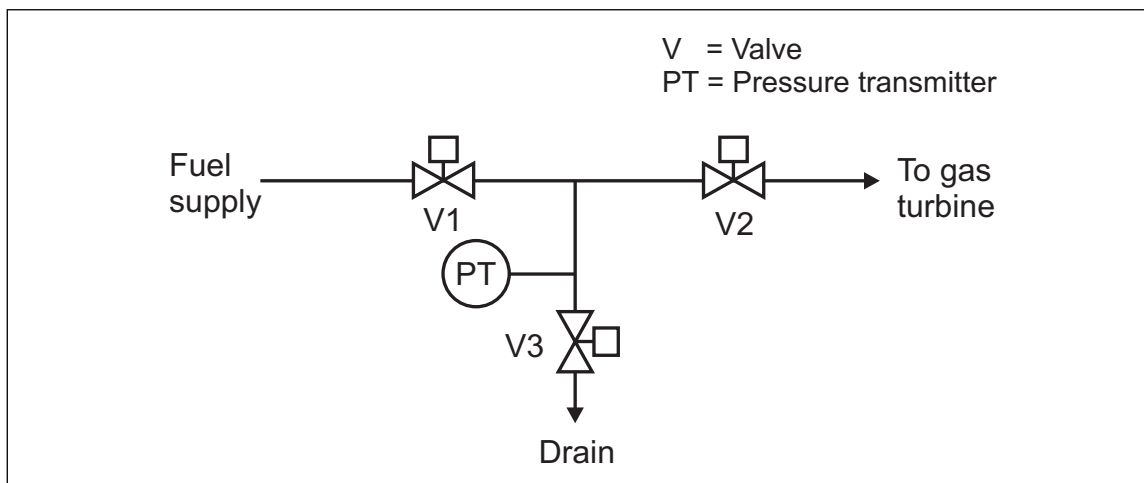 V = Valve
PT = Pressure transmitter
Fuel
supply
V1
V2
To gas
turbine
PT
V3
Drain